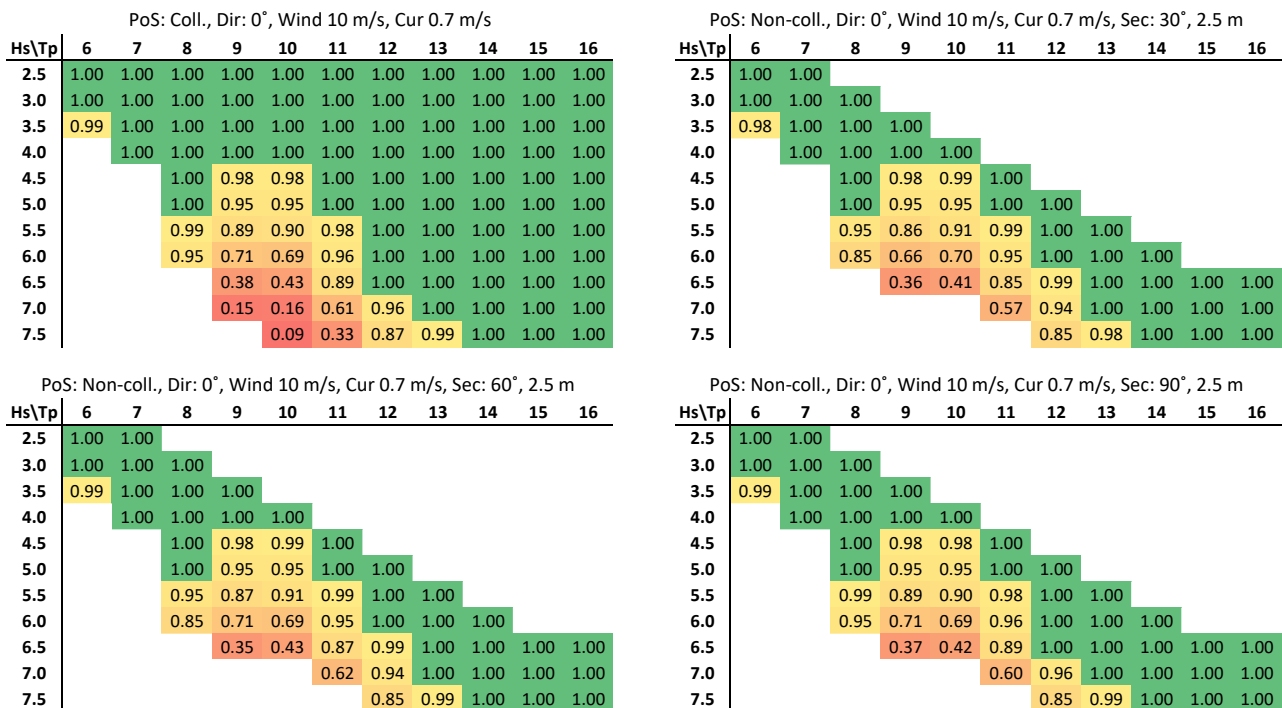 PoS: Coll., Dir: 0˚, Wind 10 m/s, Cur 0.7 m/s
Hs\Tp 6 7 8 9 10 11 12 13 14 15 16
2.5 1.00 1.00 1.00 1.00 1.00 1.00 1.00 1.00 1.00 1.00 1.00
3.0 1.00 1.00 1.00 1.00 1.00 1.00 1.00 1.00 1.00 1.00 1.00
3.5 0.99 1.00 1.00 1.00 1.00 1.00 1.00 1.00 1.00 1.00 1.00
4.0 1.00 1.00 1.00 1.00 1.00 1.00 1.00 1.00 1.00 1.00
4.5 1.00 0.98 0.98 1.00 1.00 1.00 1.00 1.00 1.00
5.0 1.00 0.95 0.95 1.00 1.00 1.00 1.00 1.00 1.00
5.5 0.99 0.89 0.90 0.98 1.00 1.00 1.00 1.00 1.00
6.0 0.95 0.71 0.69 0.96 1.00 1.00 1.00 1.00 1.00
6.5 0.38 0.43 0.89 1.00 1.00 1.00 1.00 1.00
7.0 0.15 0.16 0.61 0.96 1.00 1.00 1.00 1.00
7.5 0.09 0.33 0.87 0.99 1.00 1.00 1.00
PoS: Non-coll., Dir: 0˚, Wind 10 m/s, Cur 0.7 m/s, Sec: 30˚, 2.5 m
Hs\Tp 6 7 8 9 10 11 12 13 14 15 16
2.5 1.00 1.00
3.0 1.00 1.00 1.00
3.5 0.98 1.00 1.00 1.00
4.0 1.00 1.00 1.00 1.00
4.5 1.00 0.98 0.99 1.00
5.0 1.00 0.95 0.95 1.00 1.00
5.5 0.95 0.86 0.91 0.99 1.00 1.00
6.0 0.85 0.66 0.70 0.95 1.00 1.00 1.00
6.5 0.36 0.41 0.85 0.99 1.00 1.00 1.00 1.00
7.0 0.57 0.94 1.00 1.00 1.00 1.00
7.5 0.85 0.98 1.00 1.00 1.00
PoS: Non-coll., Dir: 0˚, Wind 10 m/s, Cur 0.7 m/s, Sec: 60˚, 2.5 m
Hs\Tp 6 7 8 9 10 11 12 13 14 15 16
2.5 1.00 1.00
3.0 1.00 1.00 1.00
3.5 0.99 1.00 1.00 1.00
4.0 1.00 1.00 1.00 1.00
4.5 1.00 0.98 0.99 1.00
5.0 1.00 0.95 0.95 1.00 1.00
5.5 0.95 0.87 0.91 0.99 1.00 1.00
6.0 0.85 0.71 0.69 0.95 1.00 1.00 1.00
6.5 0.35 0.43 0.87 0.99 1.00 1.00 1.00 1.00
7.0 0.62 0.94 1.00 1.00 1.00 1.00
7.5 0.85 0.99 1.00 1.00 1.00
PoS: Non-coll., Dir: 0˚, Wind 10 m/s, Cur 0.7 m/s, Sec: 90˚, 2.5 m
Hs\Tp 6 7 8 9 10 11 12 13 14 15 16
2.5 1.00 1.00
3.0 1.00 1.00 1.00
3.5 0.99 1.00 1.00 1.00
4.0 1.00 1.00 1.00 1.00
4.5 1.00 0.98 0.98 1.00
5.0 1.00 0.95 0.95 1.00 1.00
5.5 0.99 0.89 0.90 0.98 1.00 1.00
6.0 0.95 0.71 0.69 0.96 1.00 1.00 1.00
6.5 0.37 0.42 0.89 1.00 1.00 1.00 1.00 1.00
7.0 0.60 0.96 1.00 1.00 1.00 1.00
7.5 0.85 0.99 1.00 1.00 1.00